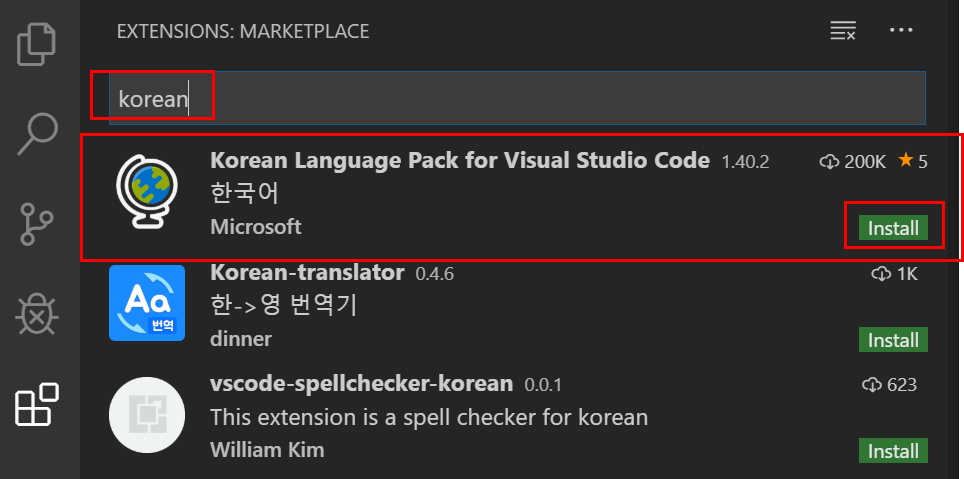 EXTENSIONS: MARKETPLACE
korean
Korean Language Pack for Visual Studio Code 1.40.2 200K 5
한국어
Microsoft Install
Korean-translator 0.4.6 1K
한->영 번역기
Aa 번역
dinner Install
vscode-spellchecker-korean 0.0.1 623
This extension is a spell checker for korean
William Kim Install